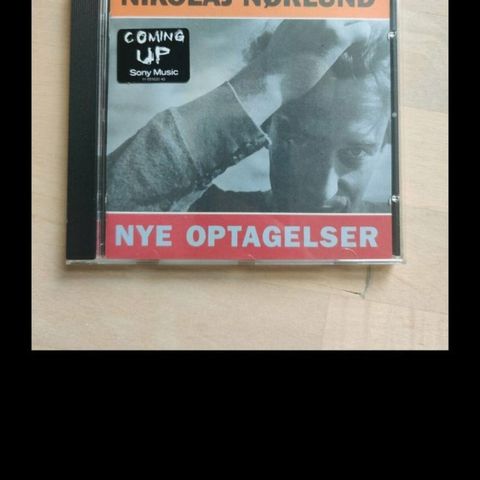 NIKOLAJ NØRLUND
COMING
UP
Sony Music
NYE OPTAGELSER